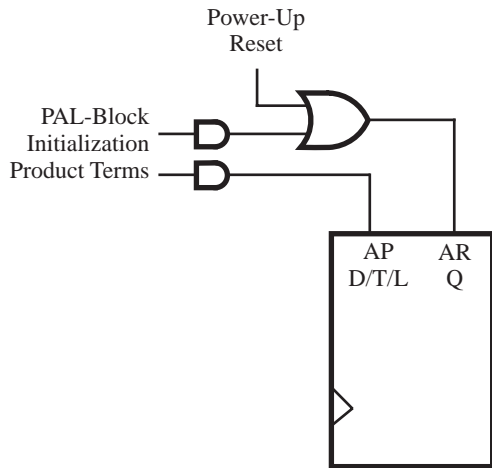 Power-Up
Reset
PAL-Block
Initialization
Product Terms
AP AR
D/T/L Q